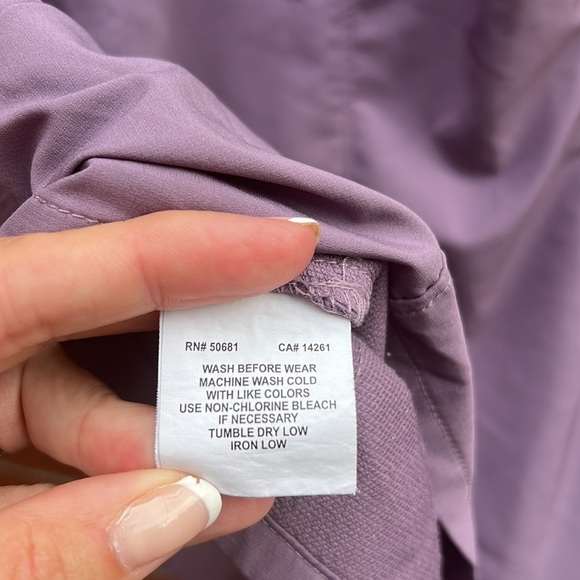 RN# 50681 CA# 14261
WASH BEFORE WEAR
MACHINE WASH COLD
WITH LIKE COLORS
USE NON-CHLORINE BLEACH
IF NECESSARY
TUMBLE DRY LOW
IRON LOW